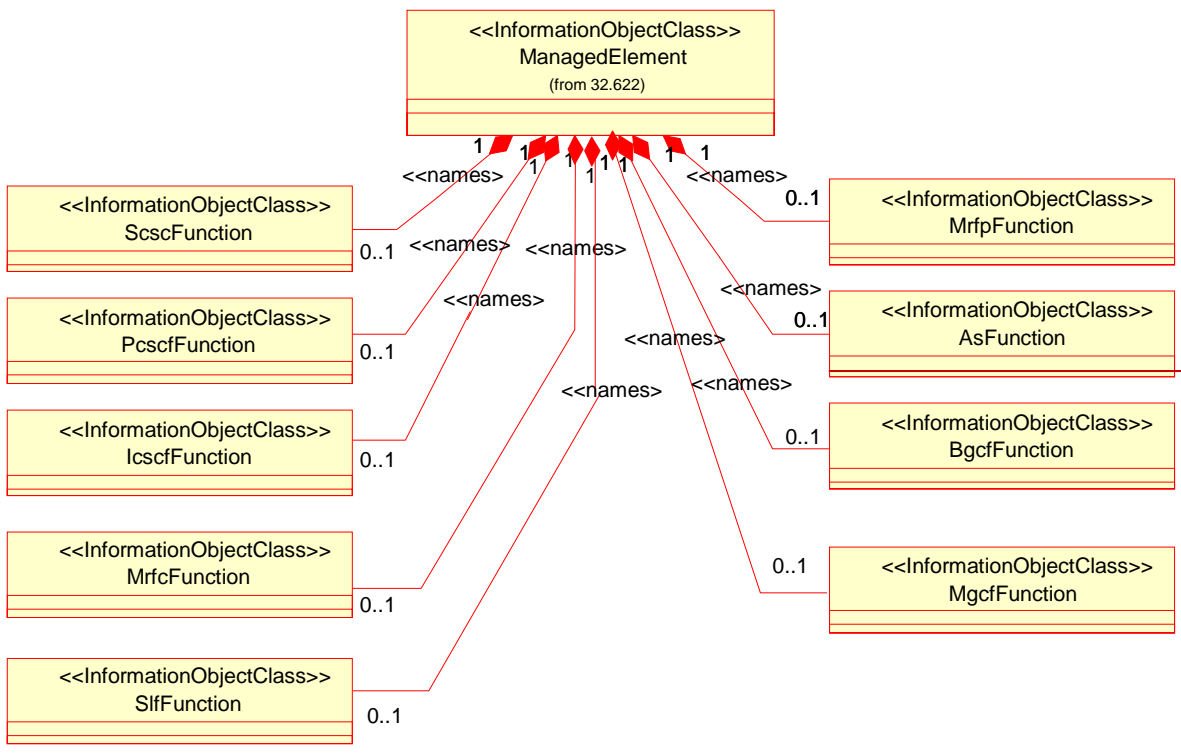 <<InformationObjectClass>>
ManagedElement
(from 32.622)
1
1
1
1
1
1
1
1
1
<<names>>
<<names>>
<<InformationObjectClass>>
ScscFunction
0..1
<<names>>
<<names>>
0..1
<<InformationObjectClass>>
MrfpFunction
<<InformationObjectClass>>
PcscfFunction
0..1
<<names>>
<<names>>
0..1
<<InformationObjectClass>>
AsFunction
<<names>>
<<names>>
<<names>>
<<InformationObjectClass>>
IcscfFunction
0..1
0..1
<<InformationObjectClass>>
BgcfFunction
<<InformationObjectClass>>
MrfcFunction
0..1
0..1
<<InformationObjectClass>>
MgcfFunction
<<InformationObjectClass>>
SlfFunction
0..1